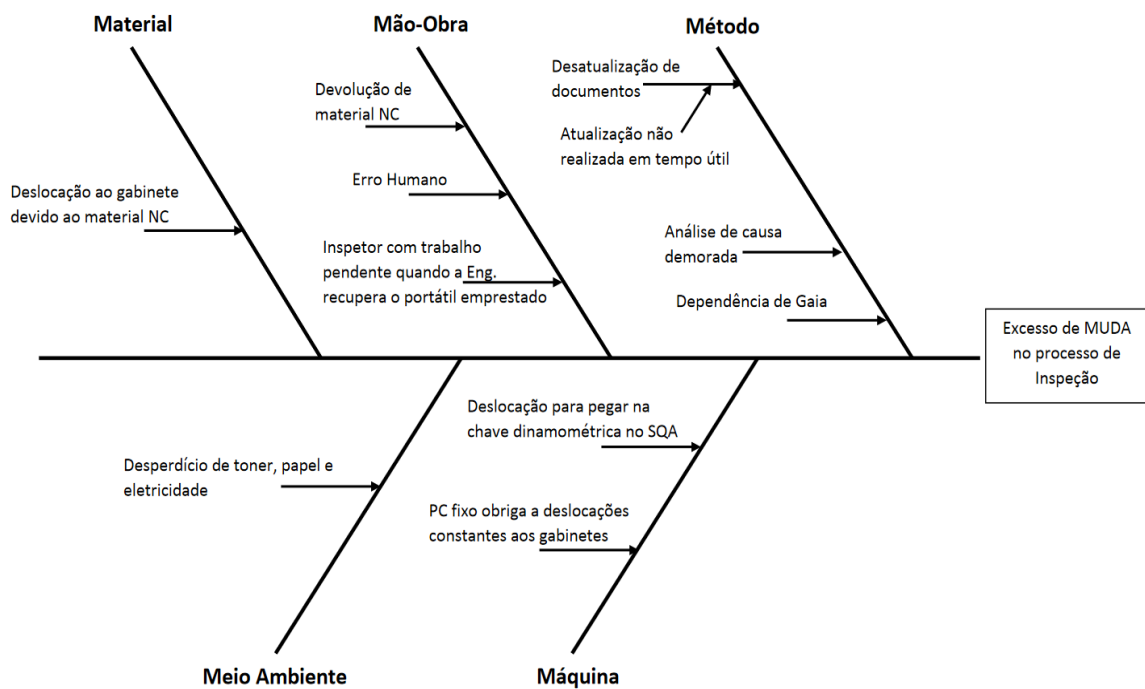 Material
Mão-Obra
Método
Desatualização de
documentos
Devolução de
material NC
Atualização não
realizada em tempo útil
Erro Humano
Deslocação ao gabinete
devido ao material NC
Análise de causa
demorada
Inspetor com trabalho
pendente quando a Eng.
recupera o portátil emprestado
Dependência de Gaia
Excesso de MUDA
no processo de
Inspeção
Deslocação para pegar na
chave dinamométrica no SQA
Desperdício de toner, papel e
eletricidade
PC fixo obriga a deslocações
constantes aos gabinetes
Meio Ambiente
Máquina